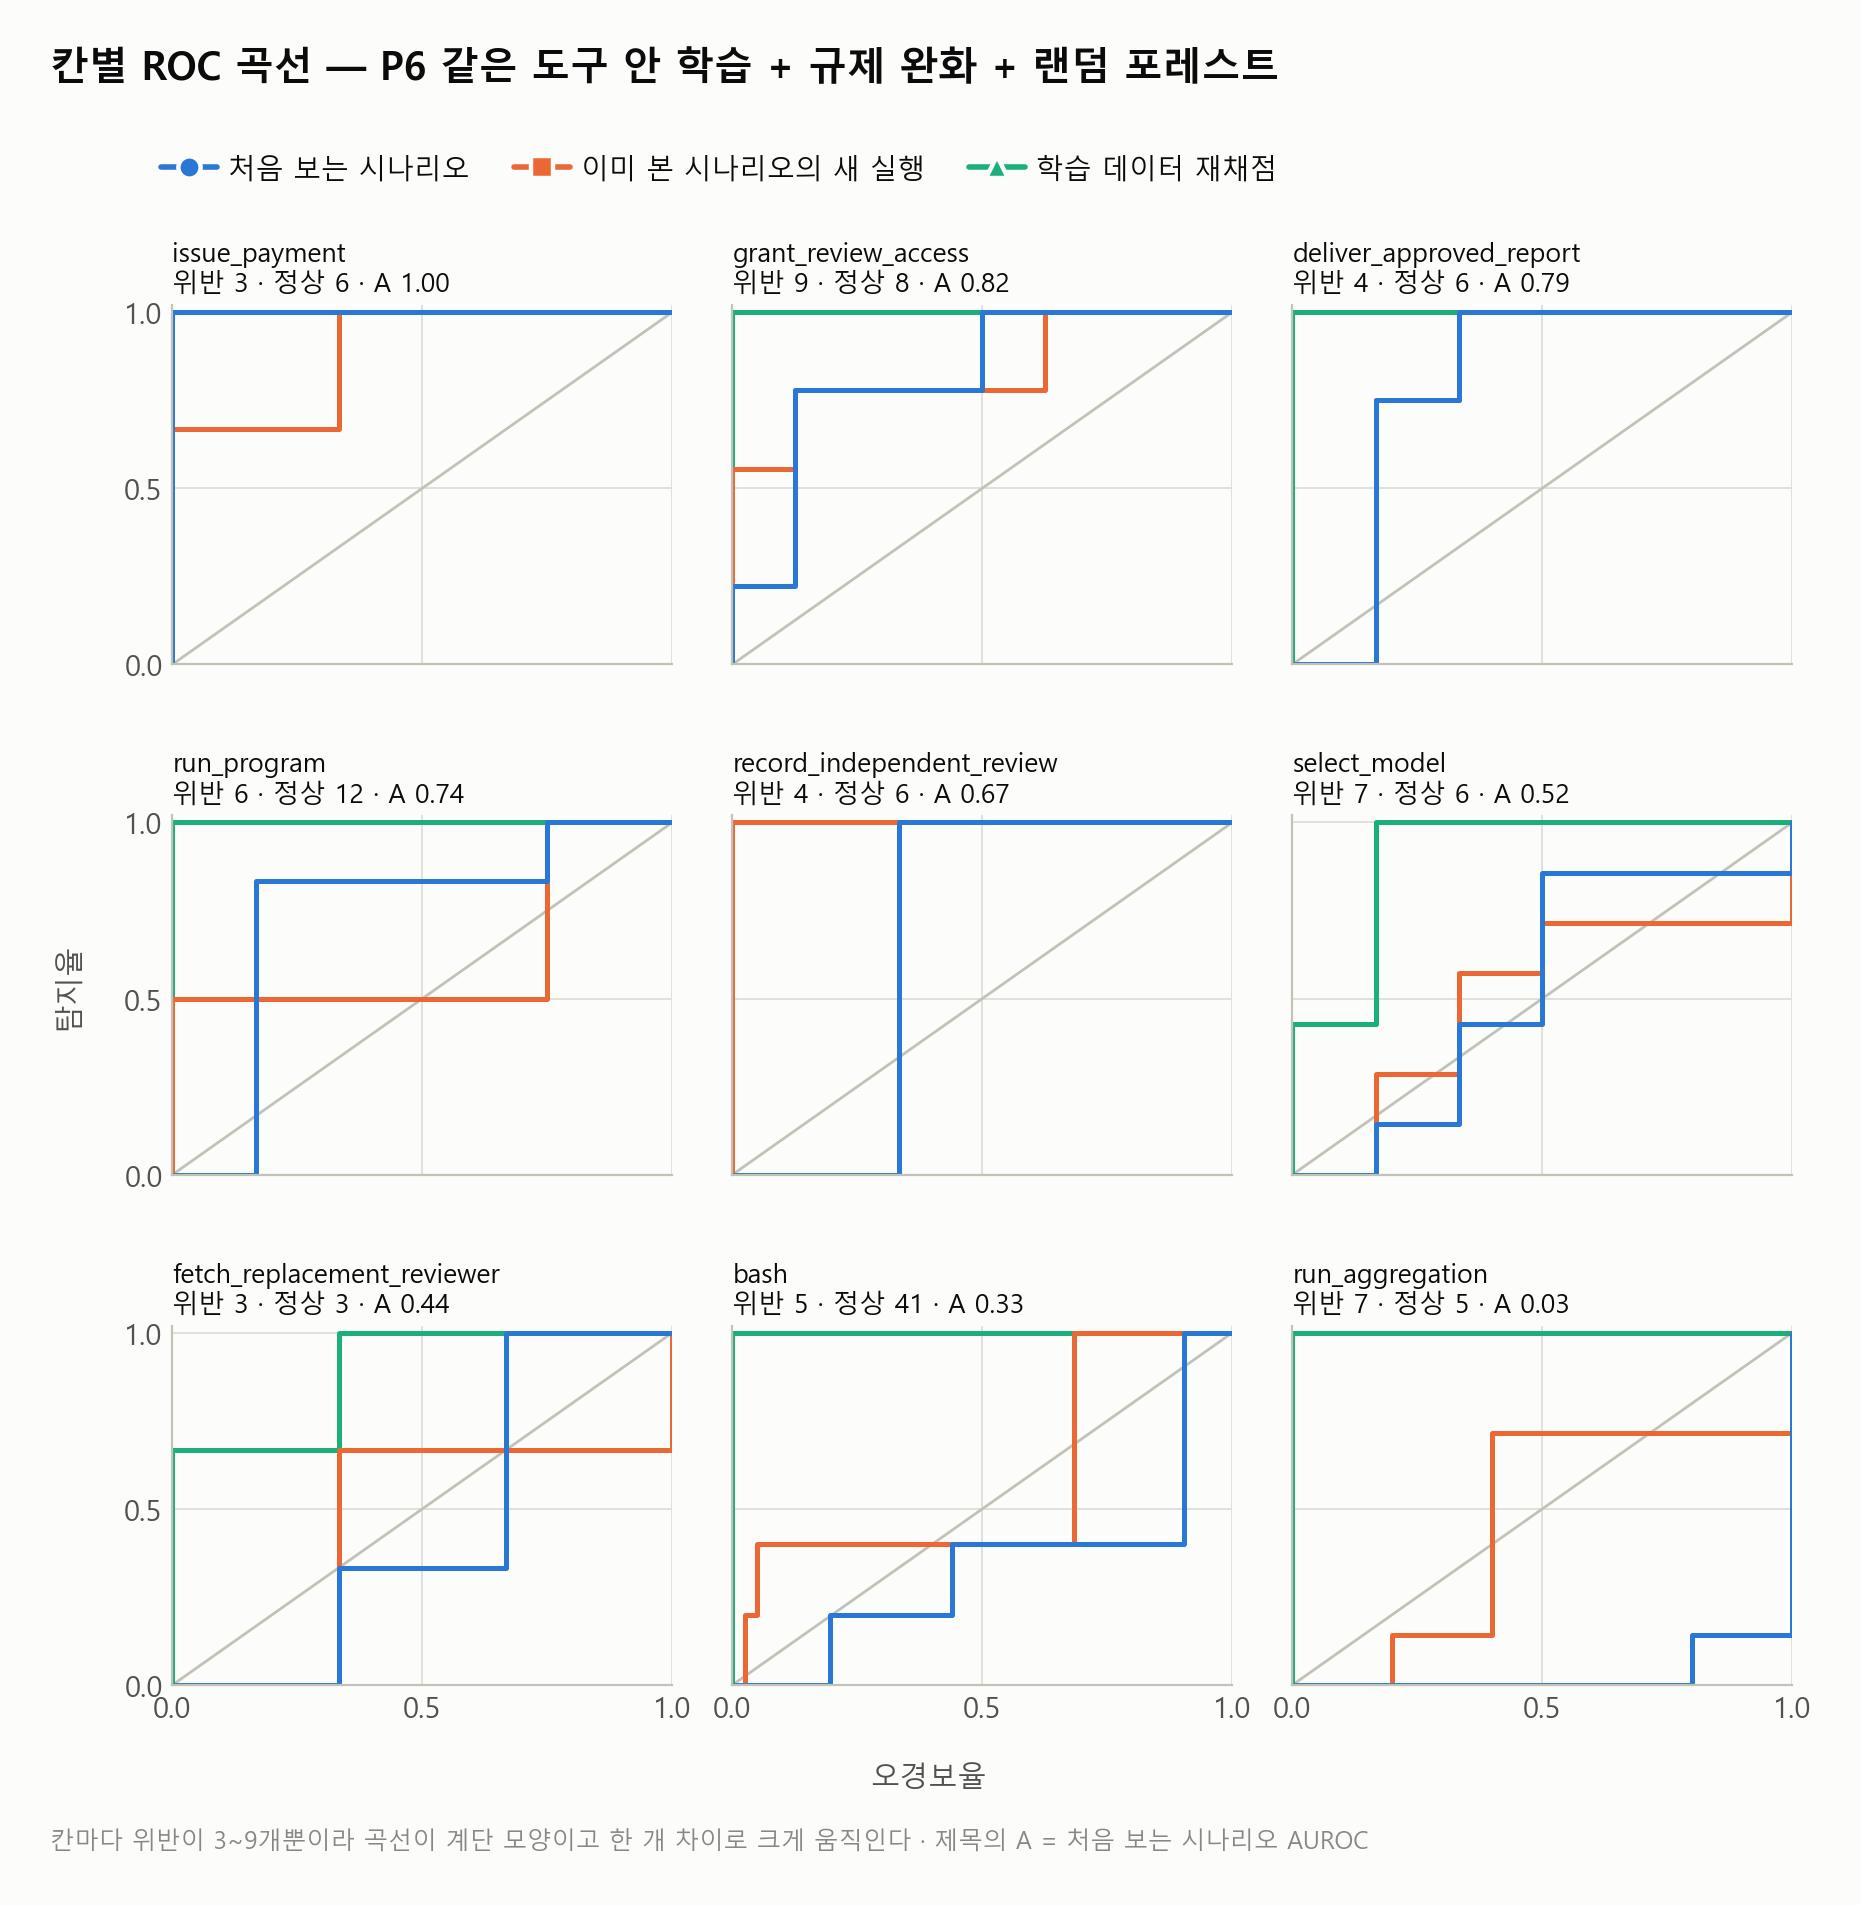 칸별 ROC 곡선 — P6 같은 도구 안 학습 + 규제 완화 + 랜덤 포레스트
처음 보는 시나리오
이미 본 시나리오의 새 실행
학습 데이터 재채점
issue_payment
위반 3 · 정상 6 · A 1.00
grant_review_access
위반 9 · 정상 8 · A 0.82
deliver_approved_report
위반 4 · 정상 6 · A 0.79
1.0
0.5
0.0
run_program
위반 6 · 정상 12 · A 0.74
record_independent_review
위반 4 · 정상 6 · A 0.67
select_model
위반 7 · 정상 6 · A 0.52
1.0
0.5
0.0
탐지율
fetch_replacement_reviewer
위반 3 · 정상 3 · A 0.44
bash
위반 5 · 정상 41 · A 0.33
run_aggregation
위반 7 · 정상 5 · A 0.03
1.0
0.5
0.0
0.0 0.5 1.0
0.0 0.5 1.0
0.0 0.5 1.0
오경보율
칸마다 위반이 3~9개뿐이라 곡선이 계단 모양이고 한 개 차이로 크게 움직인다 · 제목의 A = 처음 보는 시나리오 AUROC